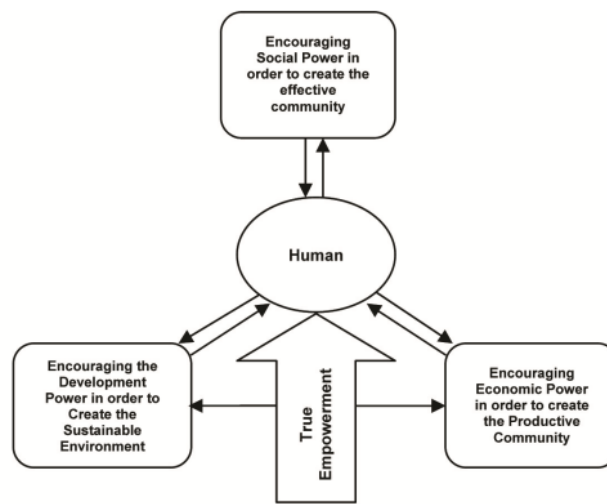 Encouraging
Social Power in
order to create the
effective
community
Human
Encouraging the
Development
Power in order to
Create the
Sustainable
Environment
True
Empowerment
Encouraging
Economic Power
in order to create
the Productive
Community